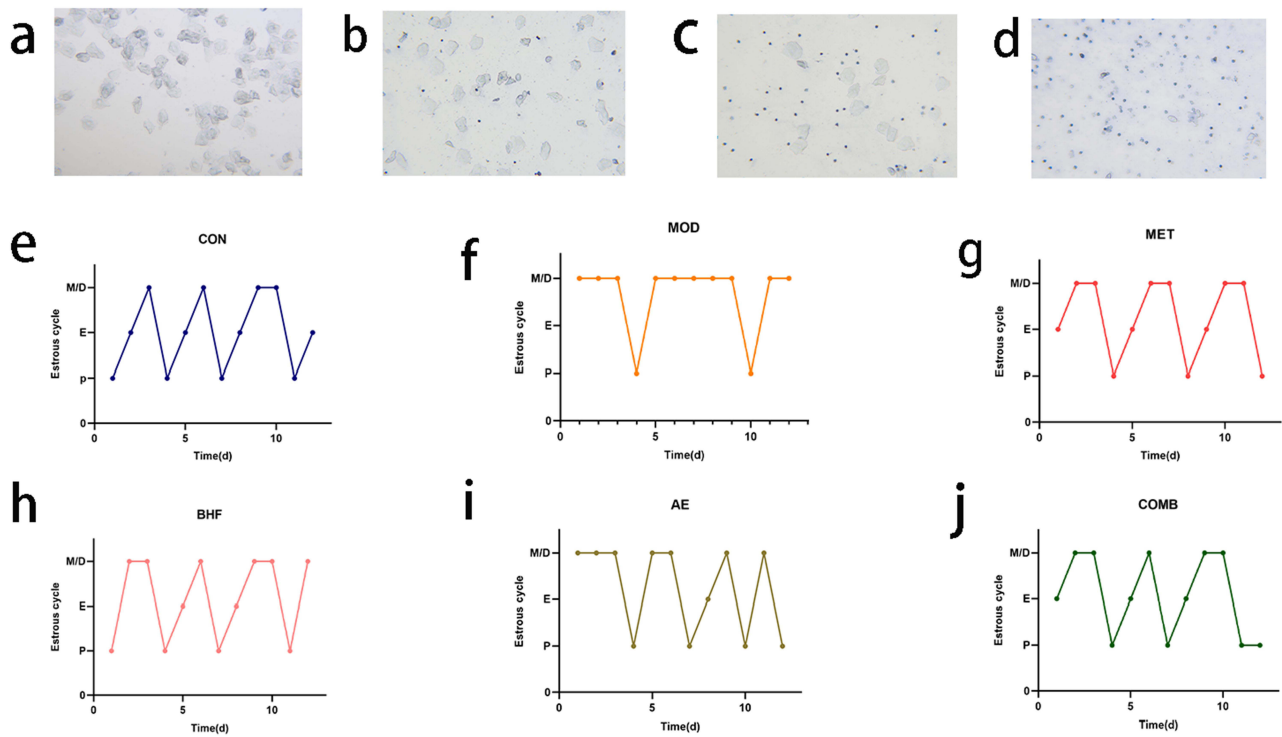 a
b
c
d
e
CON
Estrous cycle
M/D
E
p
0
0
5
10
Time(d)
f
MOD
Estrous cycle
M/D
E
P
0
0
5
10
Time(d)
g
MET
Estrous cycle
M/D
E
P
0
0
5
10
Time(d)
h
BHF
Estrous cycle
M/D
E
P
0
0
5
10
Time(d)
i
AE
Estrous cycle
M/D
E
P
0
0
5
10
Time(d)
j
COMB
Estrous cycle
M/D
E
P
0
0
5
10
Time(d)